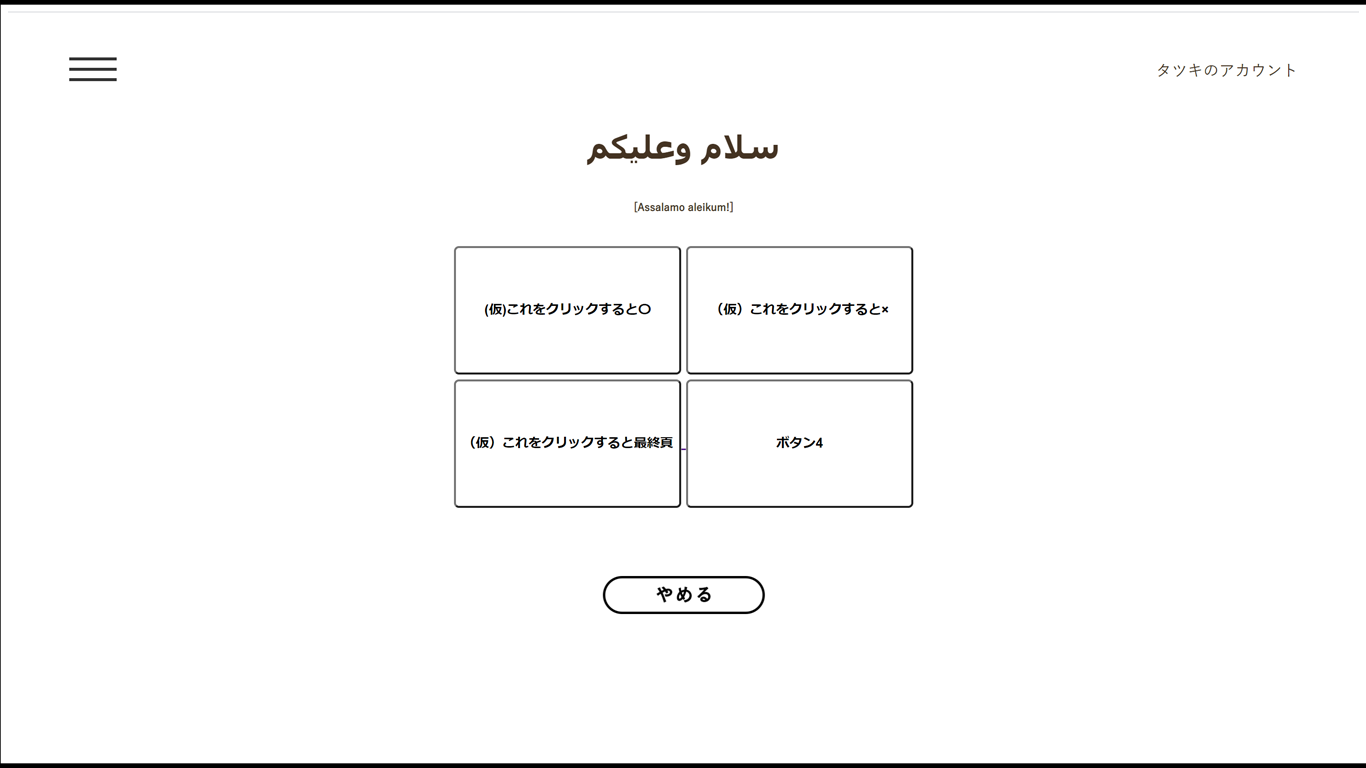 タツキのアカウント
سلام وعليكم
[Assalamo aleikum!]
(仮)これをクリックすると〇
（仮）これをクリックすると×
（仮）これをクリックすると最終頁
ボタン4
やめる